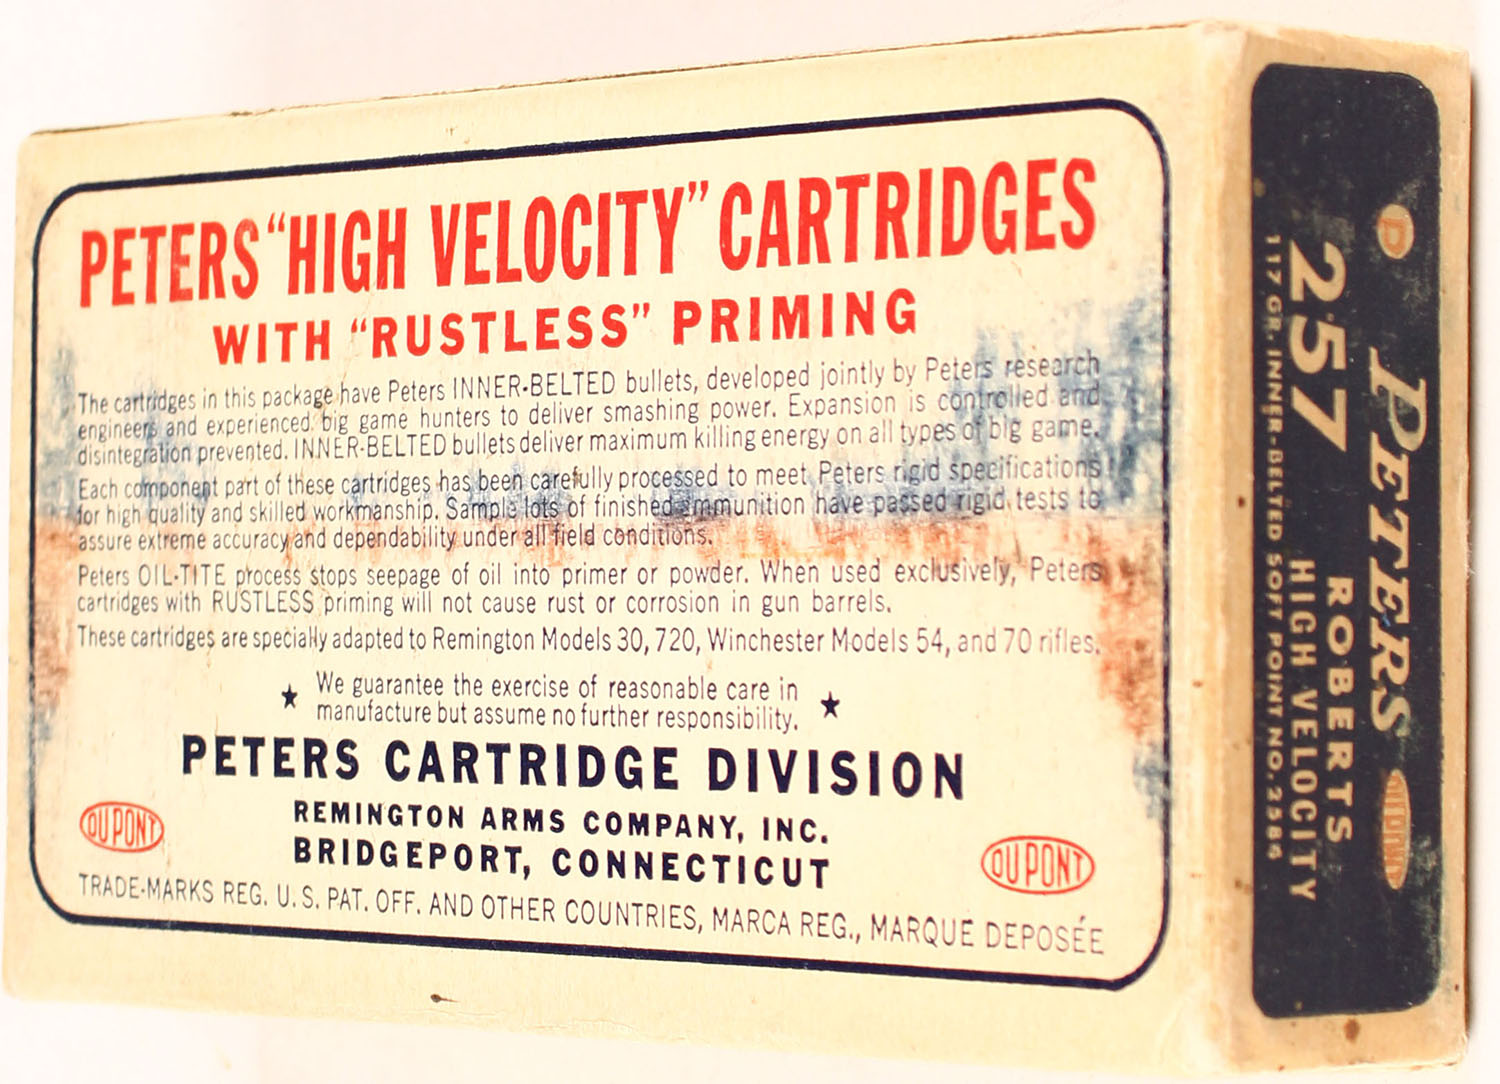 PETERS "HIGH VELOCITY" CARTRIDGES
WITH "RUSTLESS" PRIMING
The cartridges in this package have Peters INNER-BELTED bullets, developed jointly by Peters research
engineers and experienced big game hunters to deliver smashing power. Expansion is controlled and
disintegration prevented. INNER-BELTED bullets deliver maximum killing energy on all types of big game.
Each component part of these cartridges has been carefully processed to meet Peters rigid specifications
for high quality and skilled workmanship. Sample lots of finished ammunition have passed rigid tests to
assure extreme accuracy and dependability under all field conditions.
Peters OIL-TITE process stops seepage of oil into primer or powder. When used exclusively, Peters
cartridges with RUSTLESS priming will not cause rust or corrosion in gun barrels.
These cartridges are specially adapted to Remington Models 30, 720, Winchester Models 54, and 70 rifles.
We guarantee the exercise of reasonable care in
manufacture but assume no further responsibility.
PETERS CARTRIDGE DIVISION
REMINGTON ARMS COMPANY, INC.
BRIDGEPORT, CONNECTICUT
DU PONT
DU PONT
TRADE-MARKS REG. U. S. PAT. OFF. AND OTHER COUNTRIES, MARCA REG., MARQUE DEPOSÉE
P
PETERS
DU PONT
257 ROBERTS
HIGH VELOCITY
117 GR. INNER-BELTED SOFT POINT NO. 2584